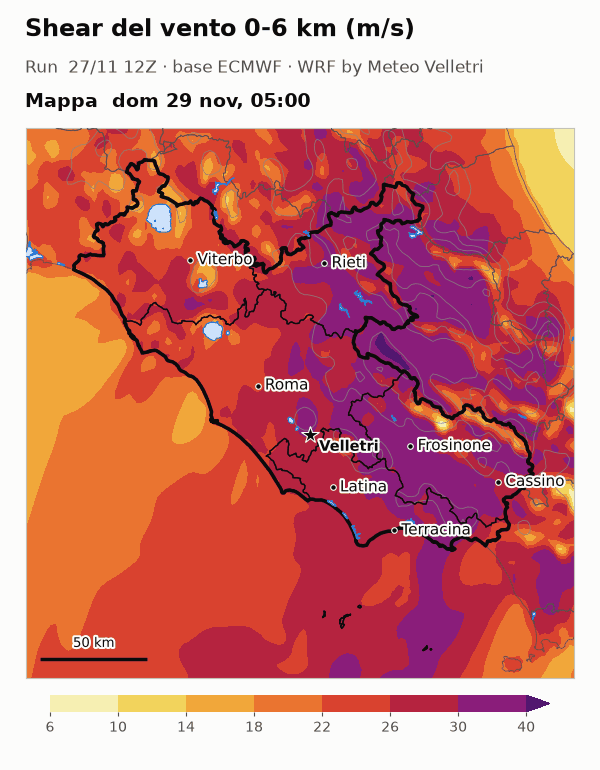 Shear del vento 0-6 km (m/s)
Run  27/11 12Z · base ECMWF · WRF by Meteo Velletri
Mappa  dom 29 nov, 05:00
Viterbo
Rieti
Roma
Velletri
Frosinone
Latina
Cassino
Terracina
50 km
6 10 14 18 22 26 30 40